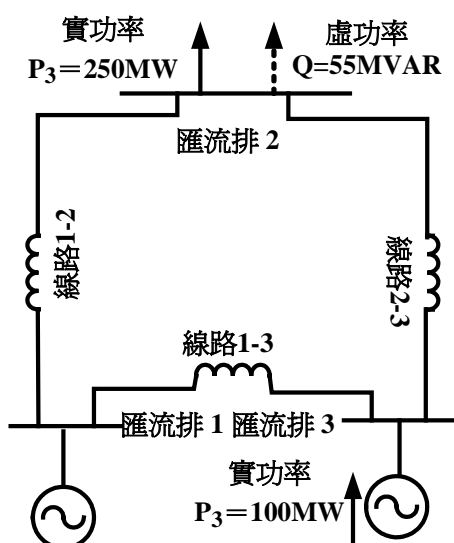 實功率
P3＝250MW
虛功率
Q=55MVAR
匯流排 2
線路1-2
線路2-3
線路1-3
匯流排 1
匯流排 3
實功率
P3＝100MW